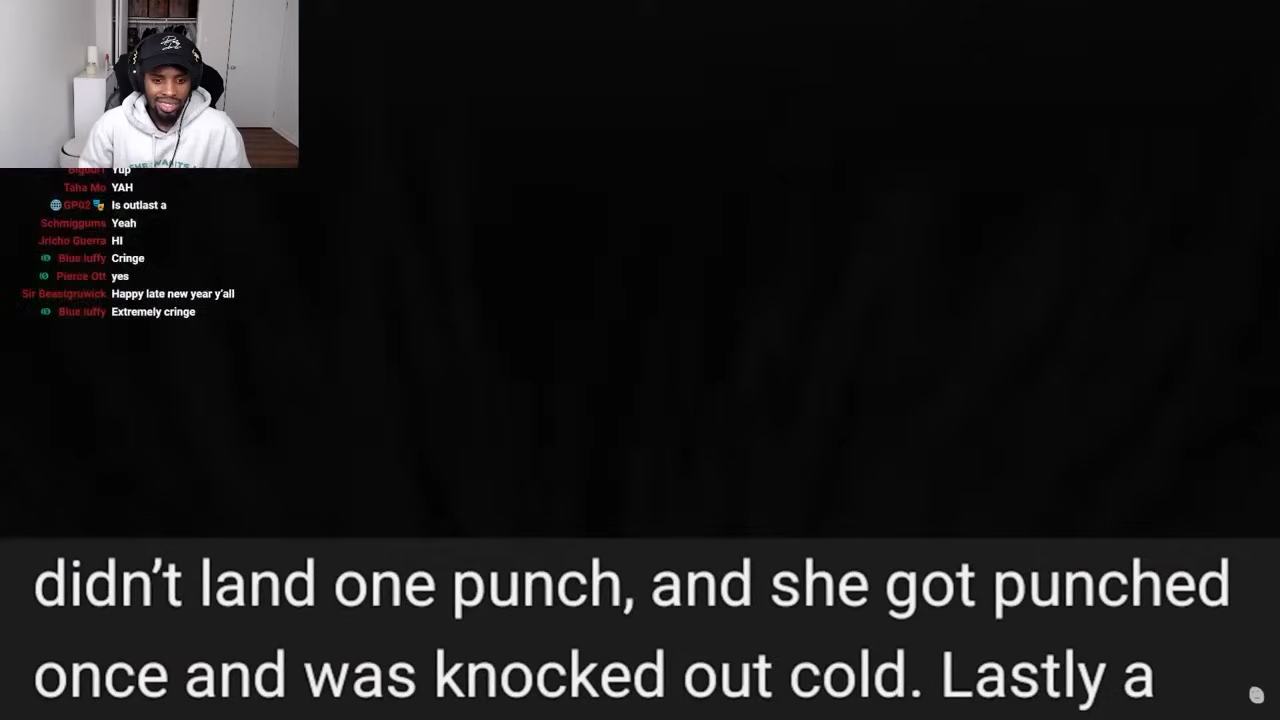 Yup
Taha Mo YAH
GP02 Is outlast a
Schmiggums Yeah
Jricho Guerra HI
Blue luffy Cringe
Pierce Ott yes
Sir Beastgruwick Happy late new year y'all
Blue luffy Extremely cringe
didn't land one punch, and she got punched
once and was knocked out cold. Lastly a